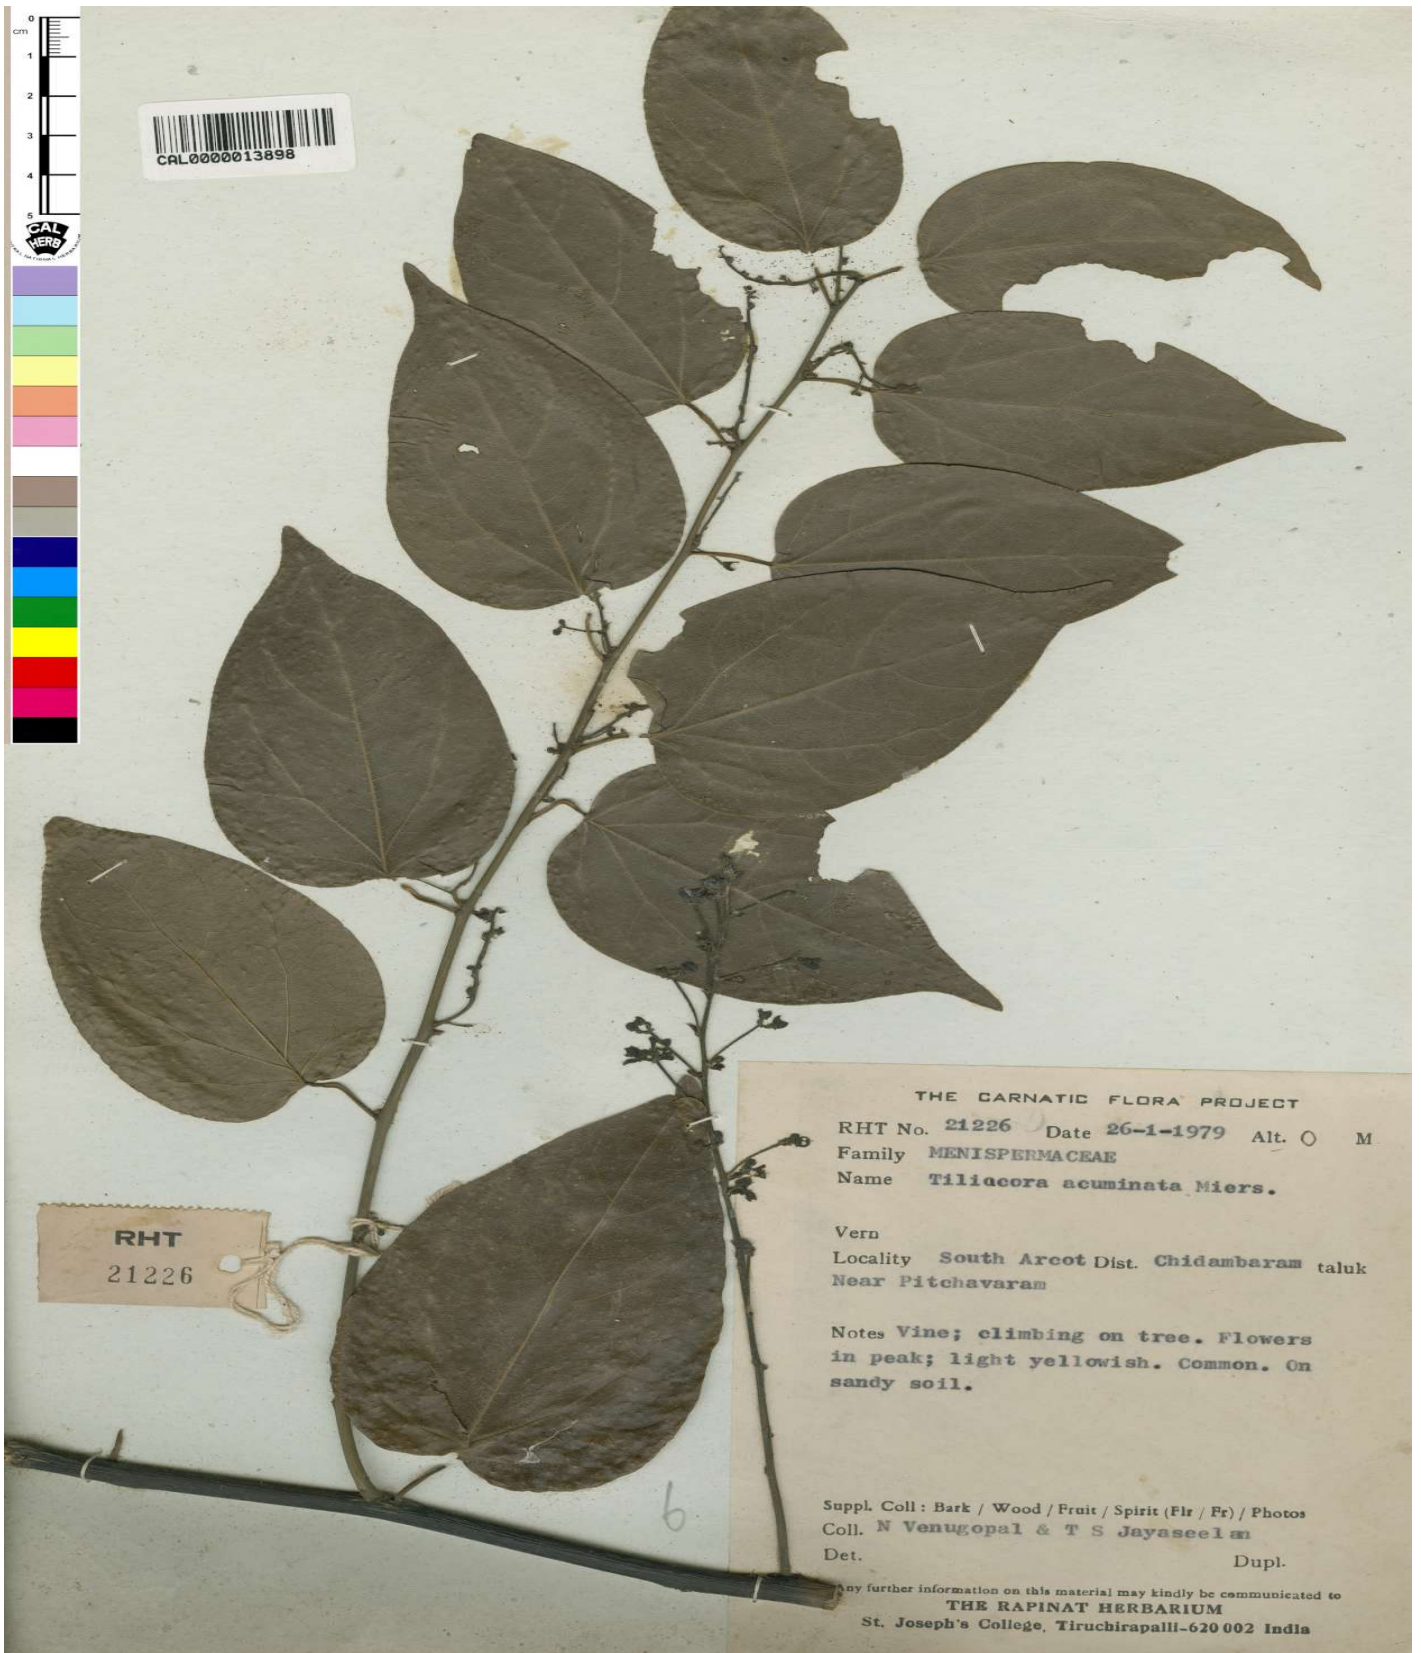 0
cm
1
2
3
4
5
CAL
HERB
CAL0000013898
THE CARNATIC FLORA PROJECT
RHT No. 21226 Date 26-1-1979 Alt. 0 M
Family MENISPERMACEAE
Name Tiliacora acuminata Miers.
Vern
Locality South Arcot Dist. Chidambaram taluk
Near Pitchavaram
Notes Vine; climbing on tree. Flowers
in peak; light yellowish. Common. On
sandy soil.
Suppl. Coll : Bark / Wood / Fruit / Spirit (Flr / Fr) / Photos
Coll. N Venugopal & T S Jayaseelan
Det. Dupl.
Any further information on this material may kindly be communicated to
THE RAPINAT HERBARIUM
St. Joseph's College, Tiruchirapalli-620 002 India
RHT
21226
6